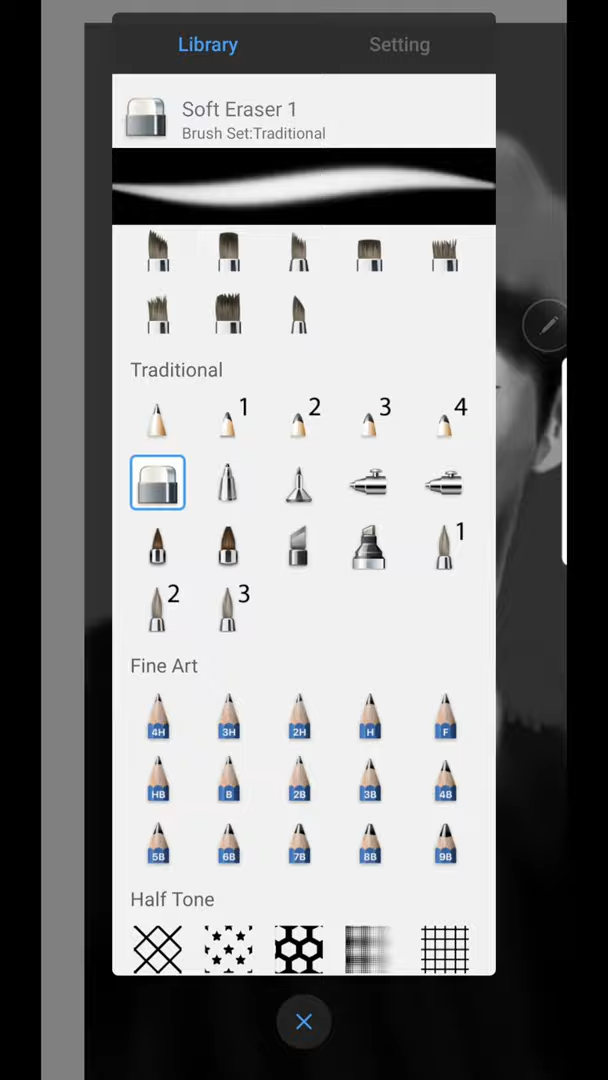 Library Setting
Soft Eraser 1
Brush Set:Traditional
Traditional
1 2 3 4
1
2 3
Fine Art
4H 3H 2H H F
HB B 2B 3B 4B
5B 6B 7B 8B 9B
Half Tone